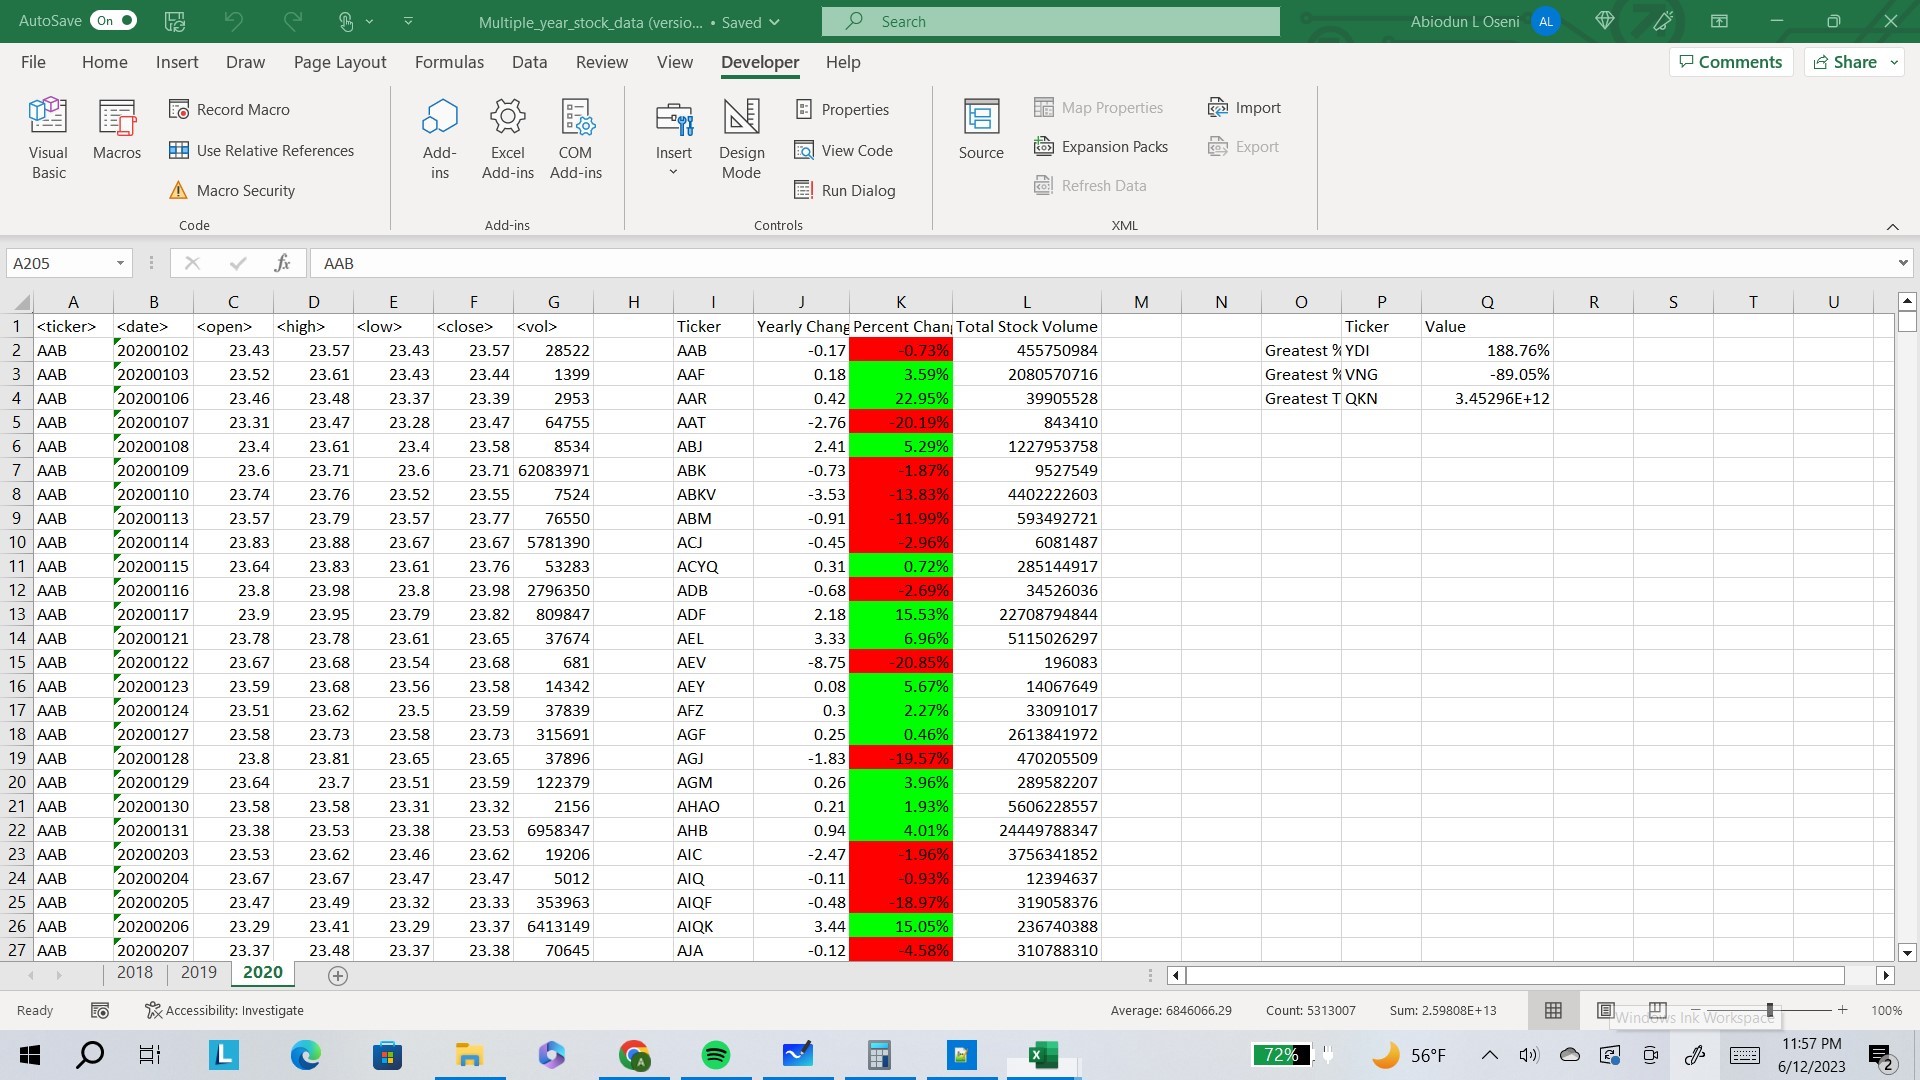 AutoSave On Multiple_year_stock_data (versio... • Saved Search Abiodun L Oseni AL
File Home Insert Draw Page Layout Formulas Data Review View Developer Help Comments Share
Visual Basic
Macros
Record Macro
Use Relative References
Macro Security
Code
Add-ins
Excel Add-ins
COM Add-ins
Add-ins
Insert
Design Mode
Properties
View Code
Run Dialog
Controls
Source
Map Properties
Expansion Packs
Refresh Data
Import
Export
XML
A205 fx AAB
A B C D E F G H I J K L M N O P Q R S T U
1 <ticker> <date> <open> <high> <low> <close> <vol> Ticker Yearly Chang Percent Chan Total Stock Volume Ticker Value
2 AAB 20200102 23.43 23.57 23.43 23.57 28522 AAB -0.17 -0.73% 455750984 Greatest % YDI 188.76%
3 AAB 20200103 23.52 23.61 23.43 23.44 1399 AAF 0.18 3.59% 2080570716 Greatest % VNG -89.05%
4 AAB 20200106 23.46 23.48 23.37 23.39 2953 AAR 0.42 22.95% 39905528 Greatest T QKN 3.45296E+12
5 AAB 20200107 23.31 23.47 23.28 23.47 64755 AAT -2.76 -20.19% 843410
6 AAB 20200108 23.4 23.61 23.4 23.58 8534 ABJ 2.41 5.29% 1227953758
7 AAB 20200109 23.6 23.71 23.6 23.71 62083971 ABK -0.73 -1.87% 9527549
8 AAB 20200110 23.74 23.76 23.52 23.55 7524 ABKV -3.53 -13.83% 4402222603
9 AAB 20200113 23.57 23.79 23.57 23.77 76550 ABM -0.91 -11.99% 593492721
10 AAB 20200114 23.83 23.88 23.67 23.67 5781390 ACJ -0.45 -2.96% 6081487
11 AAB 20200115 23.64 23.83 23.61 23.76 53283 ACYQ 0.31 0.72% 285144917
12 AAB 20200116 23.8 23.98 23.8 23.98 2796350 ADB -0.68 -2.69% 34526036
13 AAB 20200117 23.9 23.95 23.79 23.82 809847 ADF 2.18 15.53% 22708794844
14 AAB 20200121 23.78 23.78 23.61 23.65 37674 AEL 3.33 6.96% 5115026297
15 AAB 20200122 23.67 23.68 23.54 23.68 681 AEV -8.75 -20.85% 196083
16 AAB 20200123 23.59 23.68 23.56 23.58 14342 AEY 0.08 5.67% 14067649
17 AAB 20200124 23.51 23.62 23.5 23.59 37839 AFZ 0.3 2.27% 33091017
18 AAB 20200127 23.58 23.73 23.58 23.73 315691 AGF 0.25 0.46% 2613841972
19 AAB 20200128 23.8 23.81 23.65 23.65 37896 AGJ -1.83 -19.57% 470205509
20 AAB 20200129 23.64 23.7 23.51 23.59 122379 AGM 0.26 3.96% 289582207
21 AAB 20200130 23.58 23.58 23.31 23.32 2156 AHAO 0.21 1.93% 5606228557
22 AAB 20200131 23.38 23.53 23.38 23.53 6958347 AHB 0.94 4.01% 24449788347
23 AAB 20200203 23.53 23.62 23.46 23.62 19206 AIC -2.47 -1.96% 3756341852
24 AAB 20200204 23.67 23.67 23.47 23.47 5012 AIQ -0.11 -0.93% 12394637
25 AAB 20200205 23.47 23.49 23.32 23.33 353963 AIQF -0.48 -18.97% 319058376
26 AAB 20200206 23.29 23.41 23.29 23.37 6413149 AIQK 3.44 15.05% 236740388
27 AAB 20200207 23.37 23.48 23.37 23.38 70645 AJA -0.12 -4.58% 310788310
2018 2019 2020
Ready Accessibility: Investigate Average: 6846066.29 Count: 5313007 Sum: 2.59808E+13 100%
Windows Ink Workspace
72% 56°F 11:57 PM
6/12/2023 2